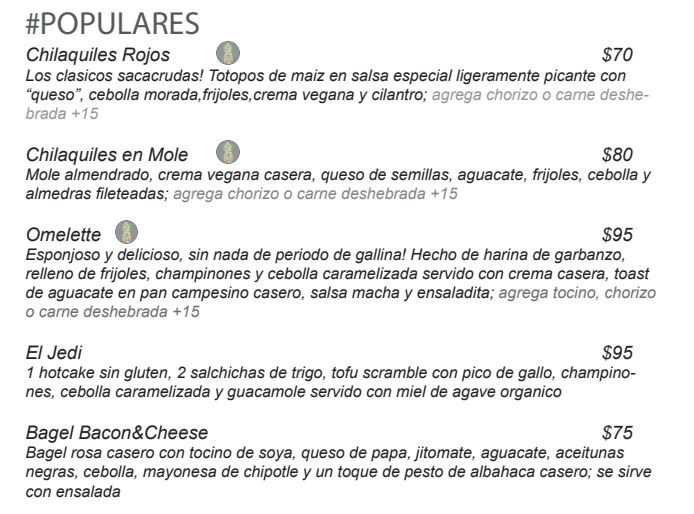 #POPULARES
Chilaquiles Rojos $70
Los clasicos sacacrudas! Totopos de maiz en salsa especial ligeramente picante con
“queso”, cebolla morada,frijoles,crema vegana y cilantro; agrega chorizo o carne deshe-
brada +15
Chilaquiles en Mole $80
Mole almendrado, crema vegana casera, queso de semillas, aguacate, frijoles, cebolla y
almedras fileteadas; agrega chorizo o carne deshebrada +15
Omelette $95
Esponjoso y delicioso, sin nada de periodo de gallina! Hecho de harina de garbanzo,
relleno de frijoles, champinones y cebolla caramelizada servido con crema casera, toast
de aguacate en pan campesino casero, salsa macha y ensaladita; agrega tocino, chorizo
o carne deshebrada +15
El Jedi $95
1 hotcake sin gluten, 2 salchichas de trigo, tofu scramble con pico de gallo, champino-
nes, cebolla caramelizada y guacamole servido con miel de agave organico
Bagel Bacon&Cheese $75
Bagel rosa casero con tocino de soya, queso de papa, jitomate, aguacate, aceitunas
negras, cebolla, mayonesa de chipotle y un toque de pesto de albahaca casero; se sirve
con ensalada